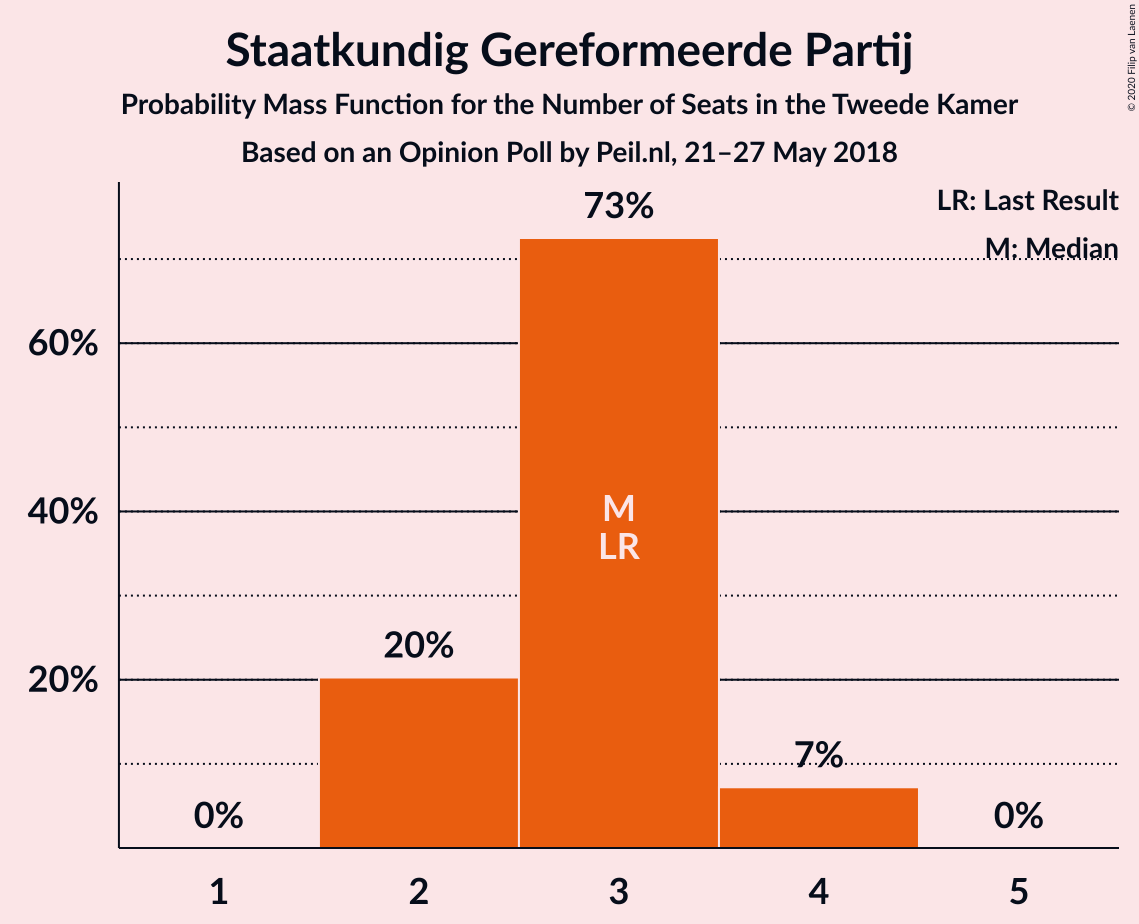 Staatkundig Gereformeerde Partij
Probability Mass Function for the Number of Seats in the Tweede Kamer
Based on an Opinion Poll by Peil.nl, 21–27 May 2018
© 2020 Filip van Laenen
LR: Last Result
M: Median
73%
60%
40%
20%
M
LR
20%
7%
0%
0%
1 2 3 4 5